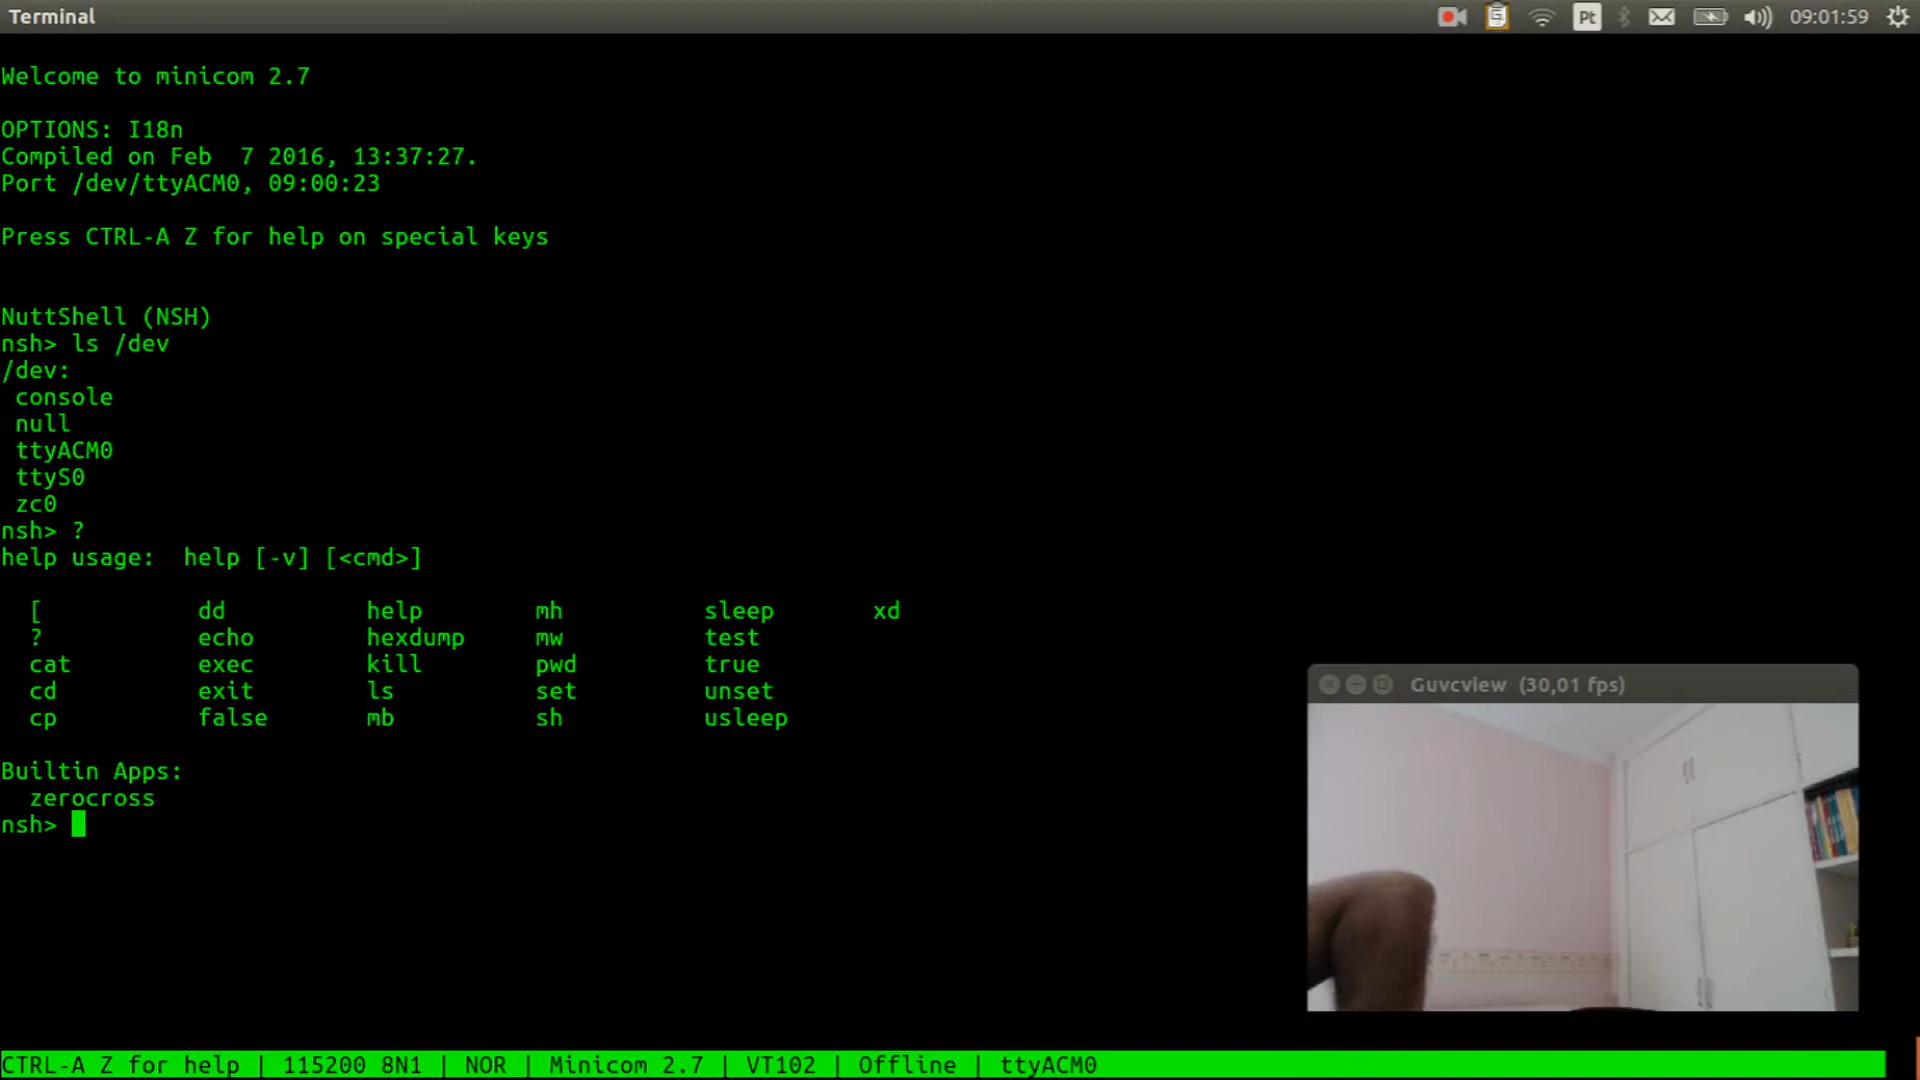 Terminal
Pt
09:01:59
Welcome to minicom 2.7
OPTIONS: I18n
Compiled on Feb  7 2016, 13:37:27.
Port /dev/ttyACM0, 09:00:23
Press CTRL-A Z for help on special keys
NuttShell (NSH)
nsh> ls /dev
/dev:
console
null
ttyACM0
ttyS0
zc0
nsh> ?
help usage:  help [-v] [<cmd>]
[ dd help mh sleep xd
? echo hexdump mw test
cat exec kill pwd true
cd exit ls set unset
cp false mb sh usleep
Builtin Apps:
zerocross
nsh>
Guvcview (30,01 fps)
CTRL-A Z for help | 115200 8N1 | NOR | Minicom 2.7 | VT102 | Offline | ttyACM0